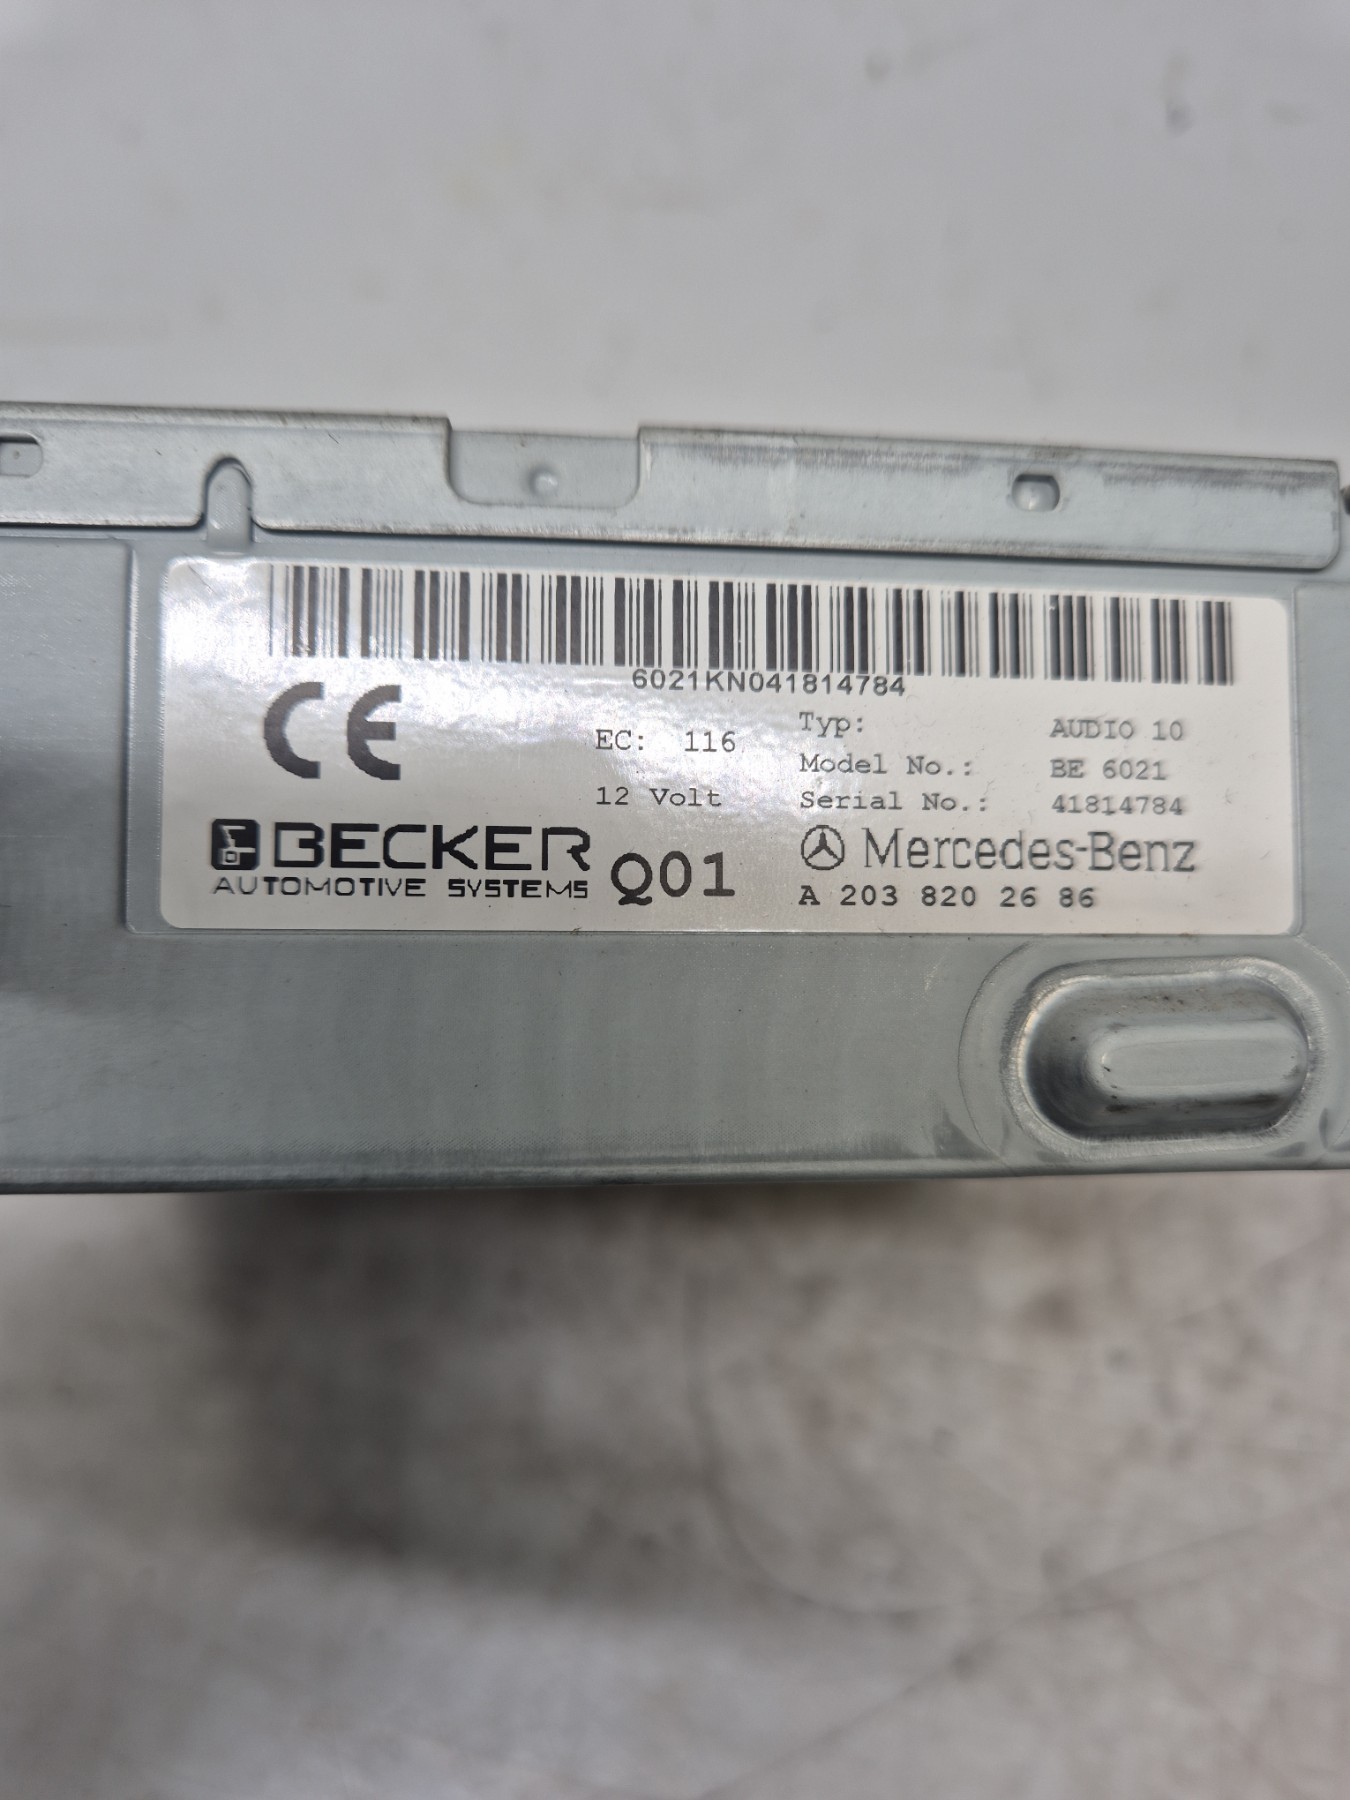 6021KN041814784
CE
EC: 116
12 Volt
Typ: AUDIO 10
Model No.: BE 6021
Serial No.: 41814784
BECKER
AUTOMOTIVE SYSTEMS
Q01
Mercedes-Benz
A 203 820 26 86